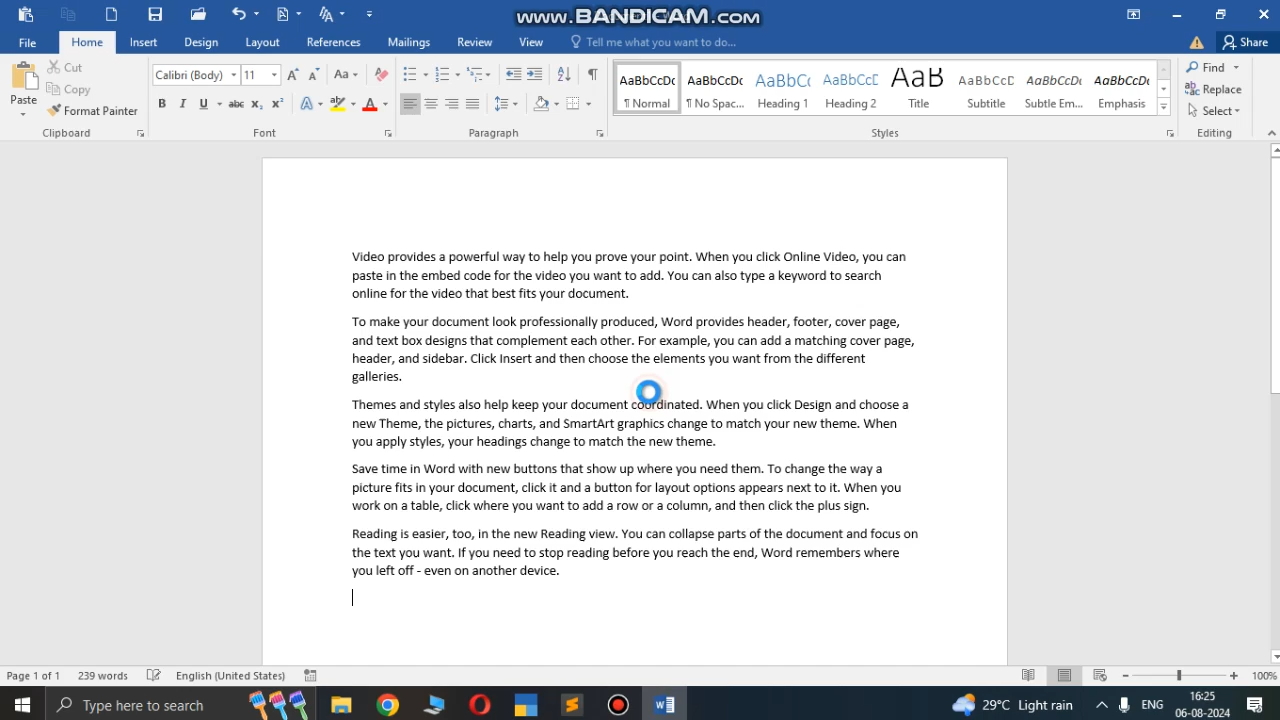 www.BANDICAM.com
File Home Insert Design Layout References Mailings Review View Tell me what you want to do... Share
Cut
Copy
Paste
Format Painter
Calibri (Body) 11 Aa
B I U abc x₂ x² A A
AaBbCcDc AaBbCcDc AaBbCc AaBbCcD AaB AaBbCcD AaBbCcDc AaBbCcDc
¶ Normal ¶ No Spac... Heading 1 Heading 2 Title Subtitle Subtle Em... Emphasis
Find
Replace
Select
Clipboard Font Paragraph Styles Editing
Video provides a powerful way to help you prove your point. When you click Online Video, you can
paste in the embed code for the video you want to add. You can also type a keyword to search
online for the video that best fits your document.
To make your document look professionally produced, Word provides header, footer, cover page,
and text box designs that complement each other. For example, you can add a matching cover page,
header, and sidebar. Click Insert and then choose the elements you want from the different
galleries.
Themes and styles also help keep your document coordinated. When you click Design and choose a
new Theme, the pictures, charts, and SmartArt graphics change to match your new theme. When
you apply styles, your headings change to match the new theme.
Save time in Word with new buttons that show up where you need them. To change the way a
picture fits in your document, click it and a button for layout options appears next to it. When you
work on a table, click where you want to add a row or a column, and then click the plus sign.
Reading is easier, too, in the new Reading view. You can collapse parts of the document and focus on
the text you want. If you need to stop reading before you reach the end, Word remembers where
you left off - even on another device.
Page 1 of 1 239 words English (United States) 100%
Type here to search 29°C Light rain ENG 16:25
06-08-2024